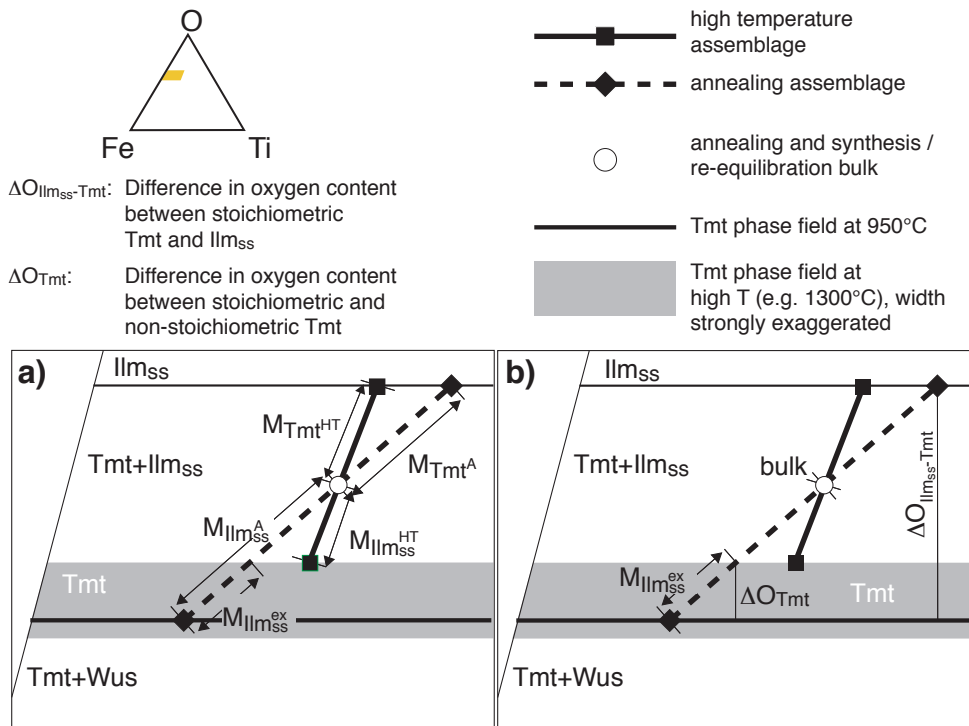 O
Fe
Ti
ΔOIlmss-Tmt: Difference in oxygen content
between stoichiometric
Tmt and Ilmss
ΔOTmt: Difference in oxygen content
between stoichiometric and
non-stoichiometric Tmt
high temperature
assemblage
annealing assemblage
annealing and synthesis /
re-equilibration bulk
Tmt phase field at 950°C
Tmt phase field at
high T (e.g. 1300°C), width
strongly exaggerated
a)
Ilmss
MTmtHT
Tmt+Ilmss
MTmtA
MIlmssA
MIlmssHT
Tmt
MIlmssex
Tmt+Wus
b)
Ilmss
Tmt+Ilmss
bulk
ΔOIlmss-Tmt
MIlmssex
ΔOTmt
Tmt
Tmt+Wus